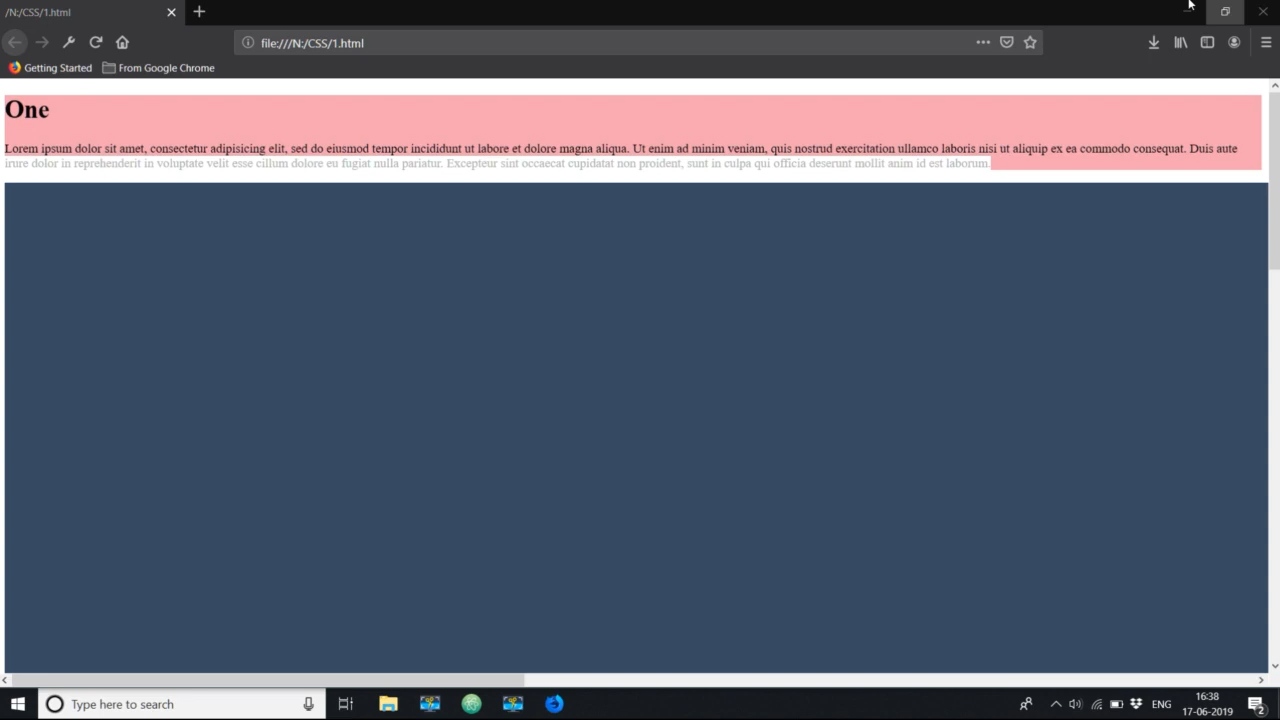 /N:/CSS/1.html
file:///N:/CSS/1.html
Getting Started
From Google Chrome
One
Lorem ipsum dolor sit amet, consectetur adipisicing elit, sed do eiusmod tempor incididunt ut labore et dolore magna aliqua. Ut enim ad minim veniam, quis nostrud exercitation ullamco laboris nisi ut aliquip ex ea commodo consequat. Duis aute
irure dolor in reprehenderit in voluptate velit esse cillum dolore eu fugiat nulla pariatur. Excepteur sint occaecat cupidatat non proident, sunt in culpa qui officia deserunt mollit anim id est laborum.
Type here to search
ENG
16:38
17-06-2019
2